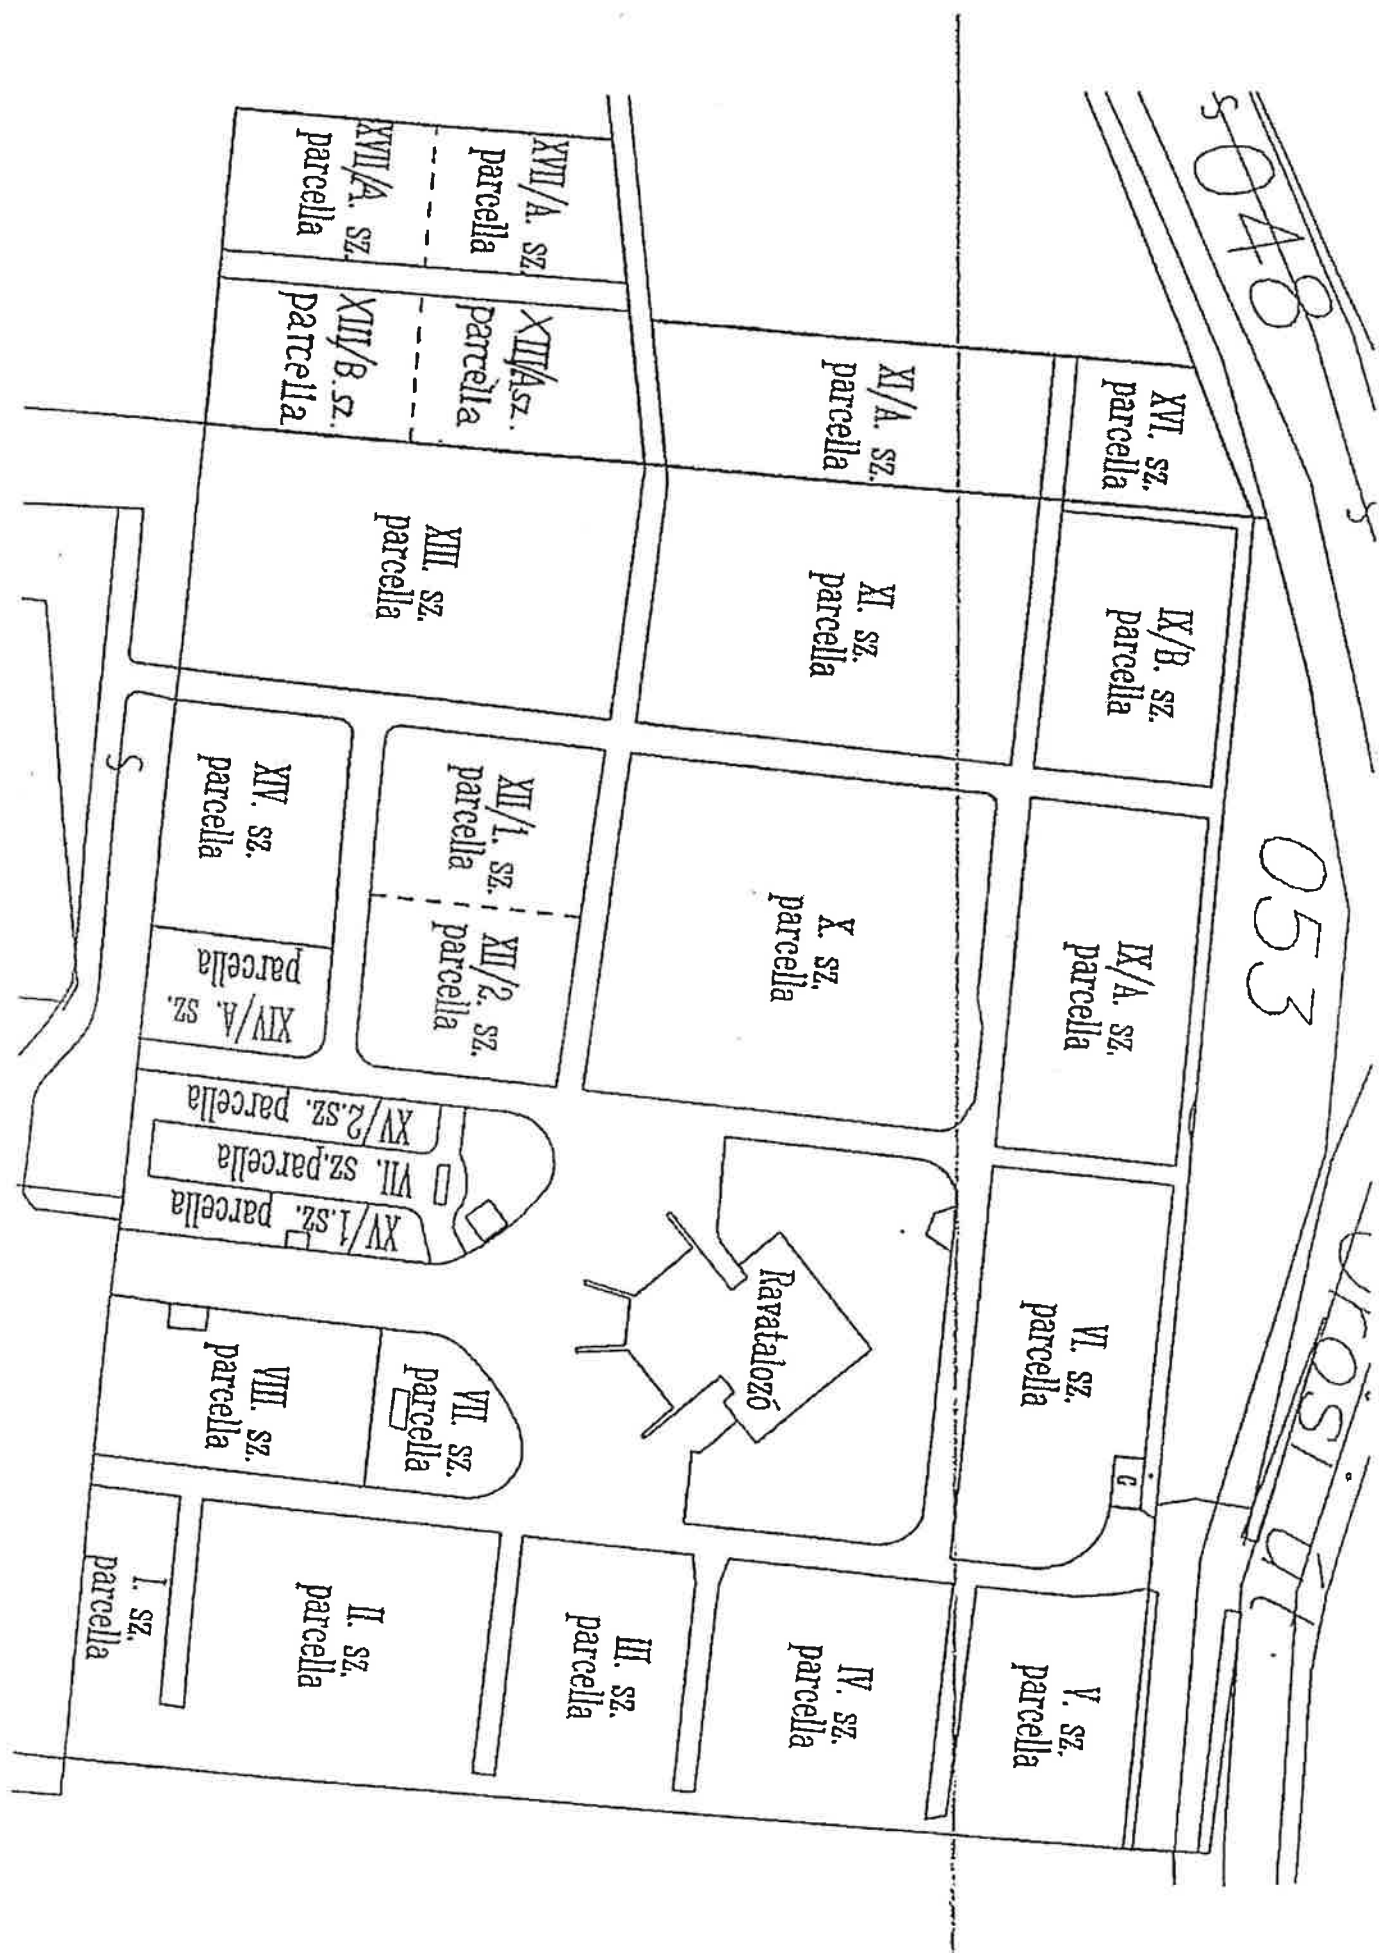 S
048
S
053
Városi út
XVII/A. sz.
parcella
XVII/A. sz.
parcella
XIII/A sz.
parcella
XIII/B. sz.
parcella
XVI. sz.
parcella
XI/A. sz.
parcella
IX/B. sz.
parcella
XI. sz.
parcella
XIII. sz.
parcella
IX/A. sz.
parcella
X. sz.
parcella
XII/1. sz.
parcella
XII/2. sz.
parcella
XIV. sz.
parcella
XIV/A. sz.
parcella
S
XV/2.sz. parcella
VII. sz.parcella
XV/1.sz. parcella
VI. sz.
parcella
G
Ravatalozó
VII. sz.
parcella
VIII. sz.
parcella
V. sz.
parcella
IV. sz.
parcella
III. sz.
parcella
II. sz.
parcella
I. sz.
parcella